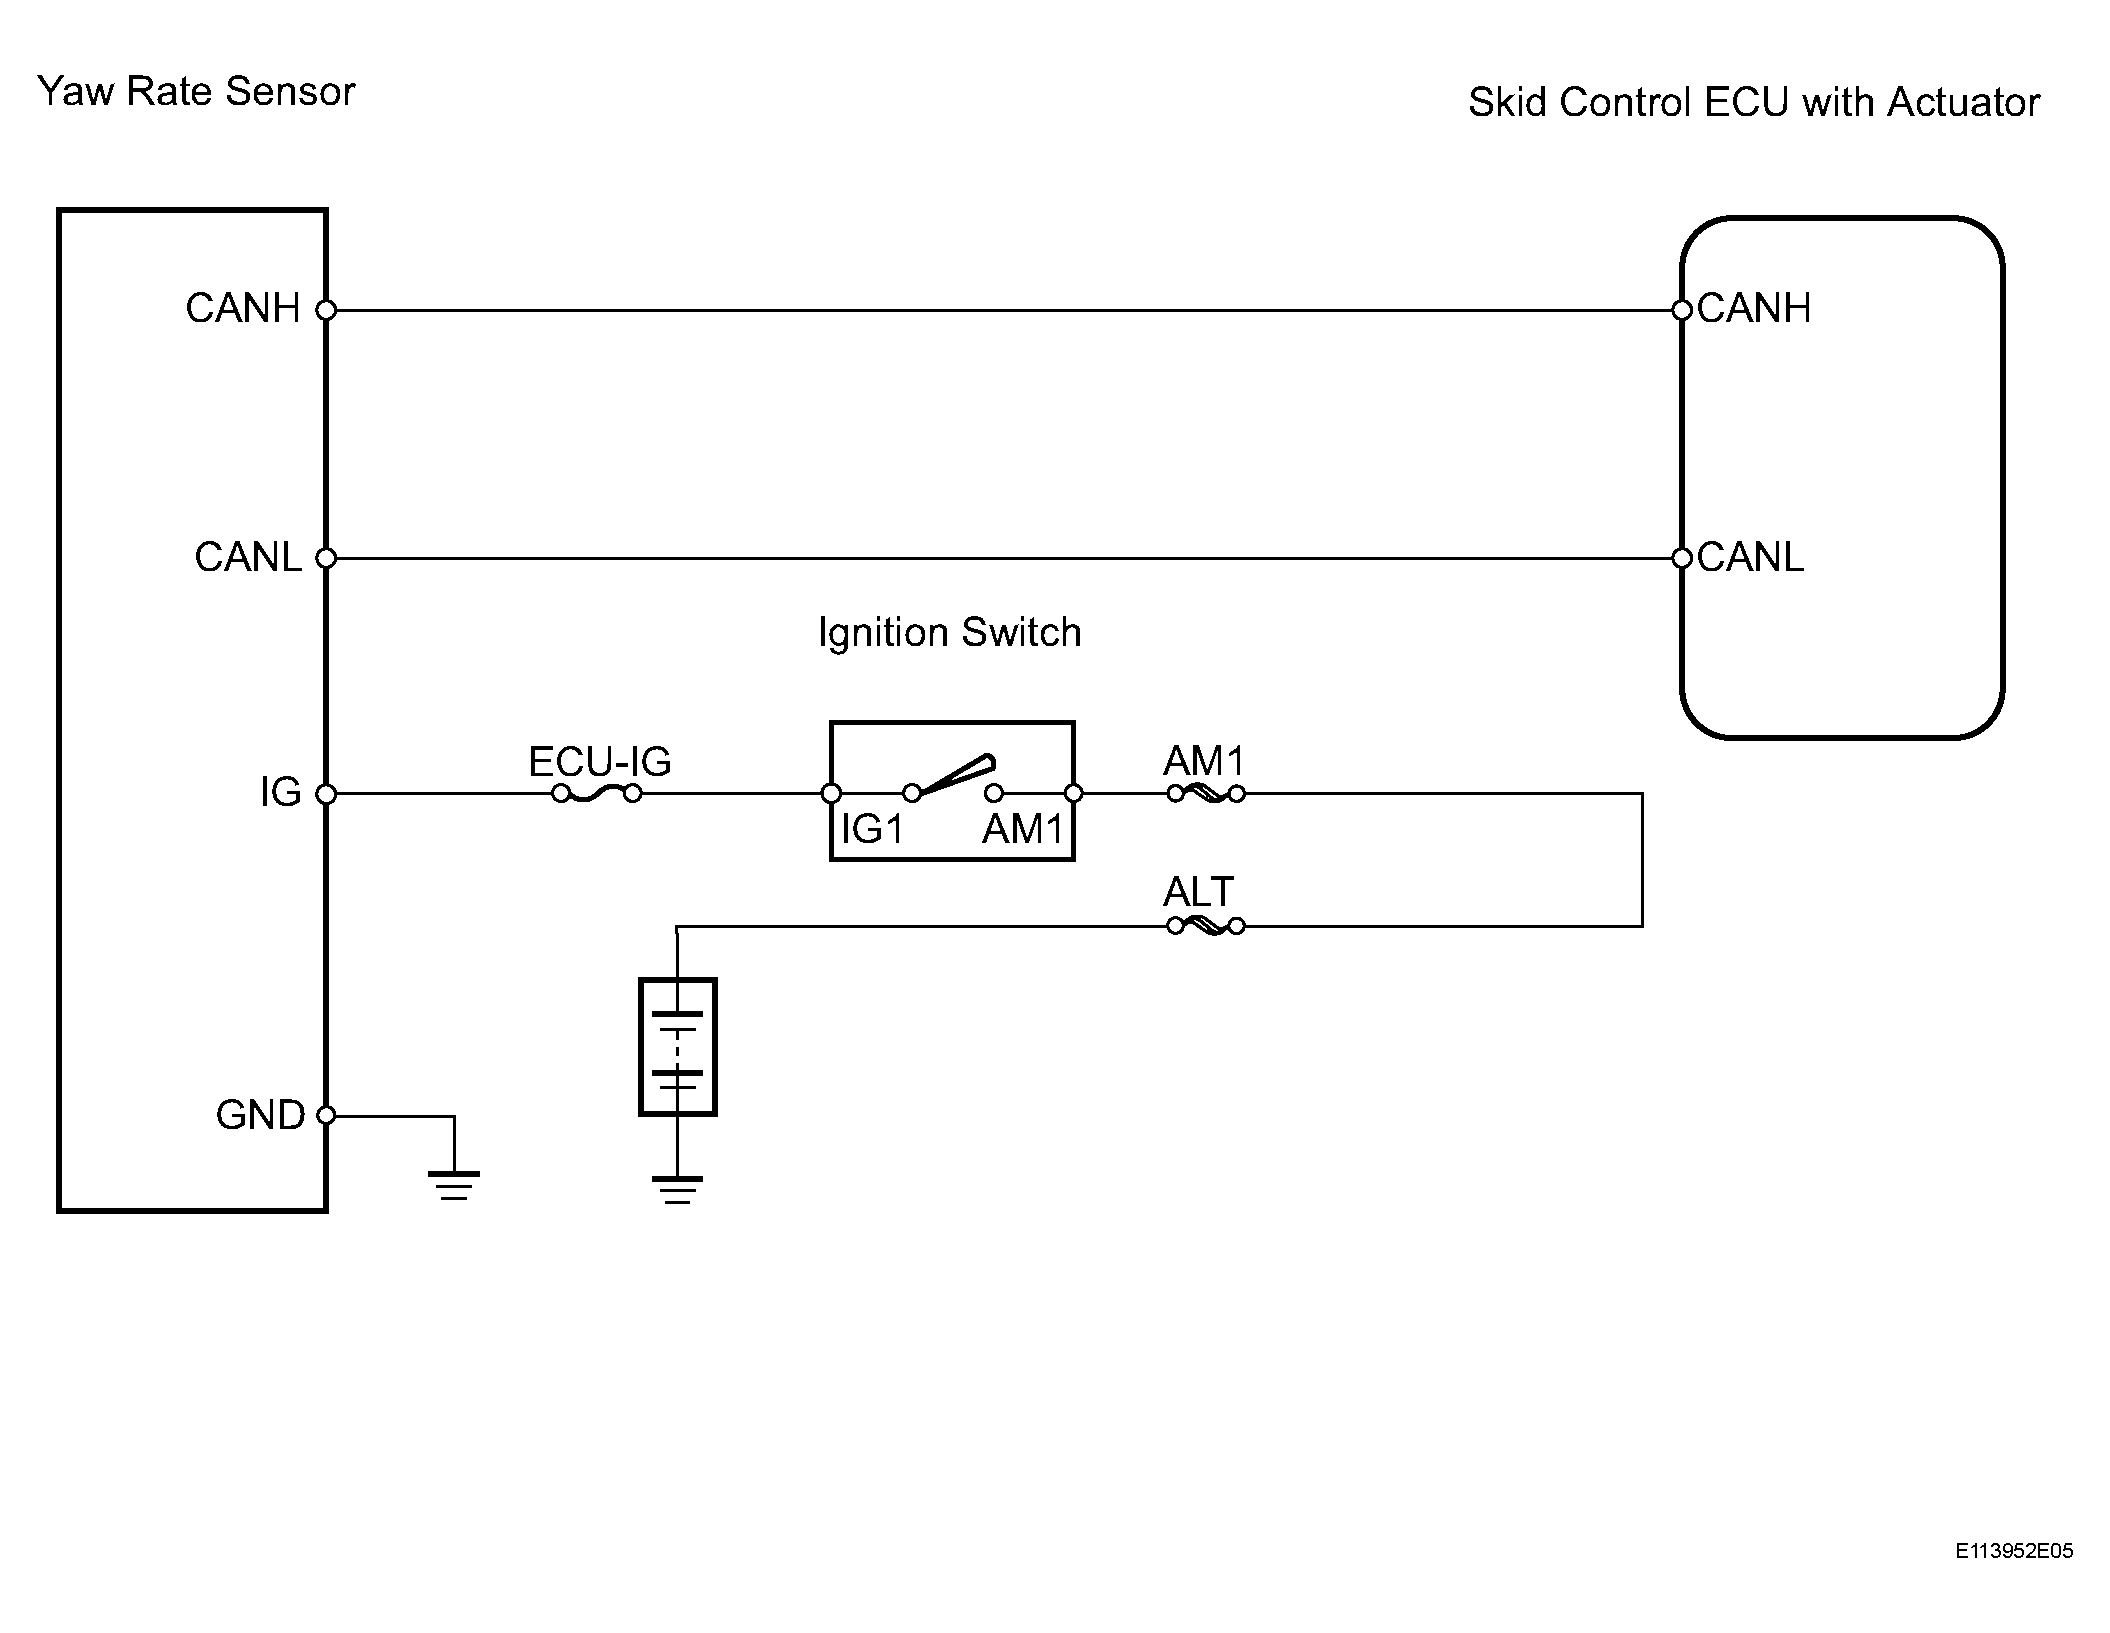 Yaw Rate Sensor
Skid Control ECU with Actuator
CANH
CANH
CANL
CANL
Ignition Switch
ECU-IG
AM1
IG
IG1
AM1
ALT
GND
E113952E05